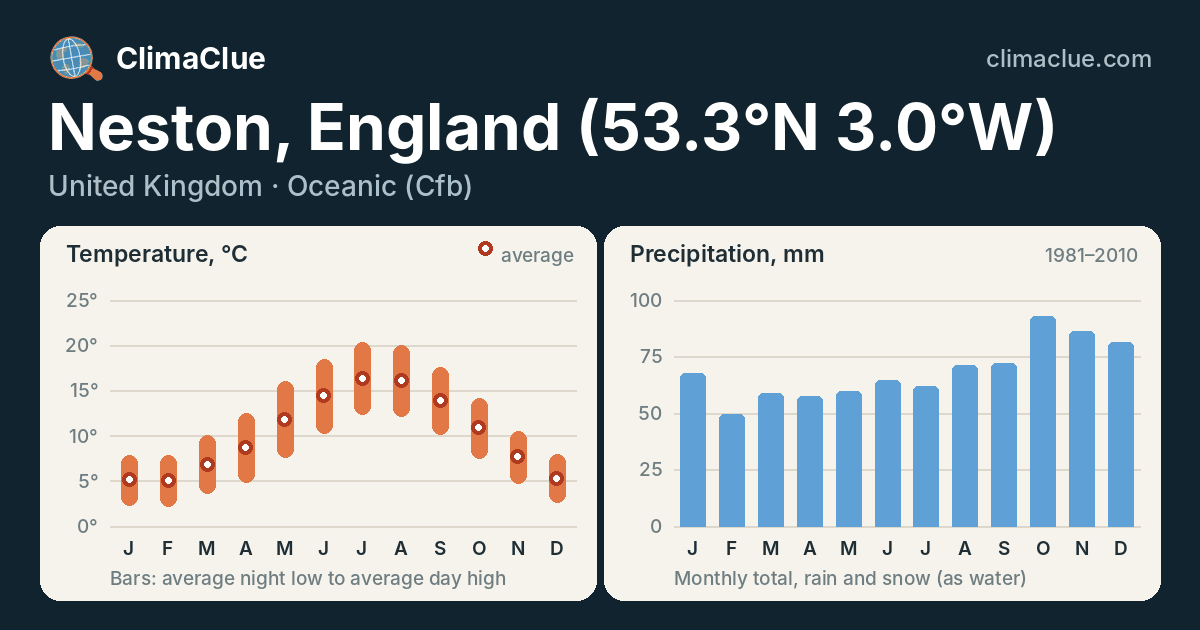 ClimaClue
climaclue.com
Neston, England (53.3°N 3.0°W)
United Kingdom · Oceanic (Cfb)
Temperature, °C
average
25°
20°
15°
10°
5°
0°
J F M A M J J A S O N D
Bars: average night low to average day high
Precipitation, mm
1981–2010
100
75
50
25
0
J F M A M J J A S O N D
Monthly total, rain and snow (as water)